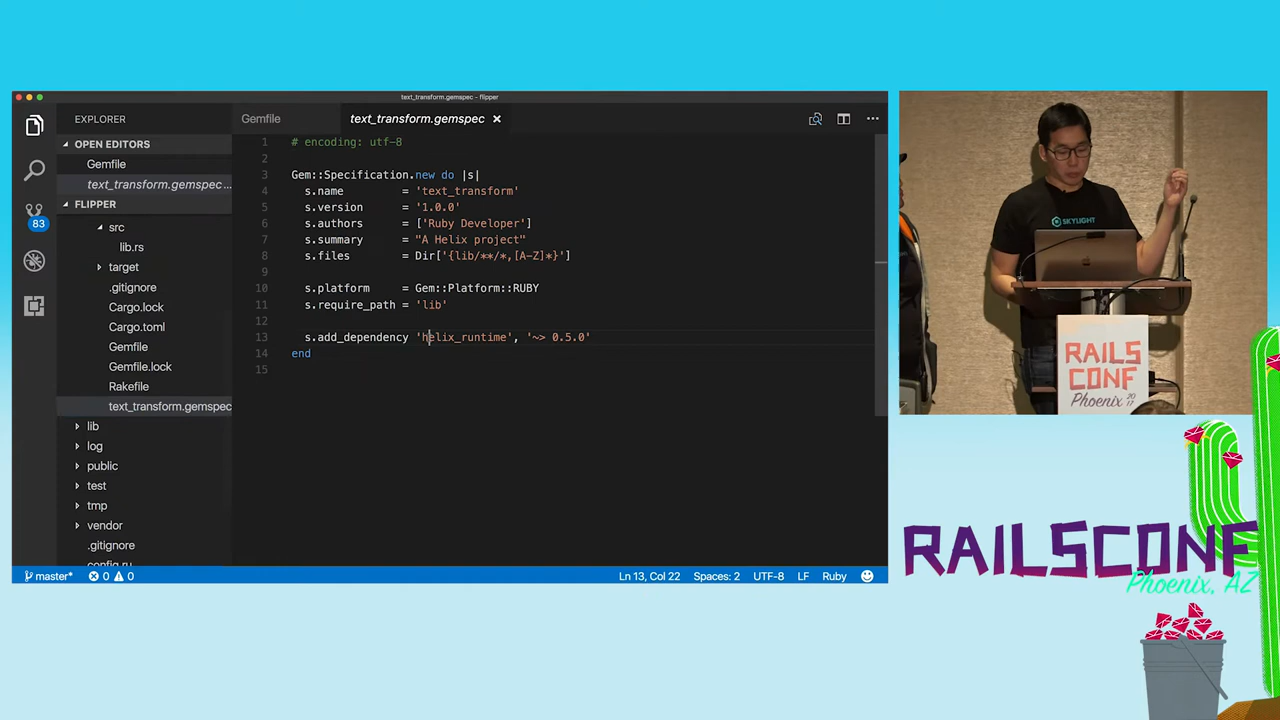 text_transform.gemspec - flipper
EXPLORER
OPEN EDITORS
Gemfile
text_transform.gemspec ...
FLIPPER
src
lib.rs
target
.gitignore
Cargo.lock
Cargo.toml
Gemfile
Gemfile.lock
Rakefile
text_transform.gemspec
lib
log
public
test
tmp
vendor
.gitignore
config.ru
83
Gemfile
text_transform.gemspec
1 # encoding: utf-8
2
3 Gem::Specification.new do |s|
4 s.name = 'text_transform'
5 s.version = '1.0.0'
6 s.authors = ['Ruby Developer']
7 s.summary = "A Helix project"
8 s.files = Dir['{lib/**/*,[A-Z]*}']
9
10 s.platform = Gem::Platform::RUBY
11 s.require_path = 'lib'
12
13 s.add_dependency 'helix_runtime', '~> 0.5.0'
14 end
15
master* 0 0
Ln 13, Col 22 Spaces: 2 UTF-8 LF Ruby
SKYLIGHT
RAILS
CONF
Phoenix 2017
RAILSCONF
Phoenix, AZ